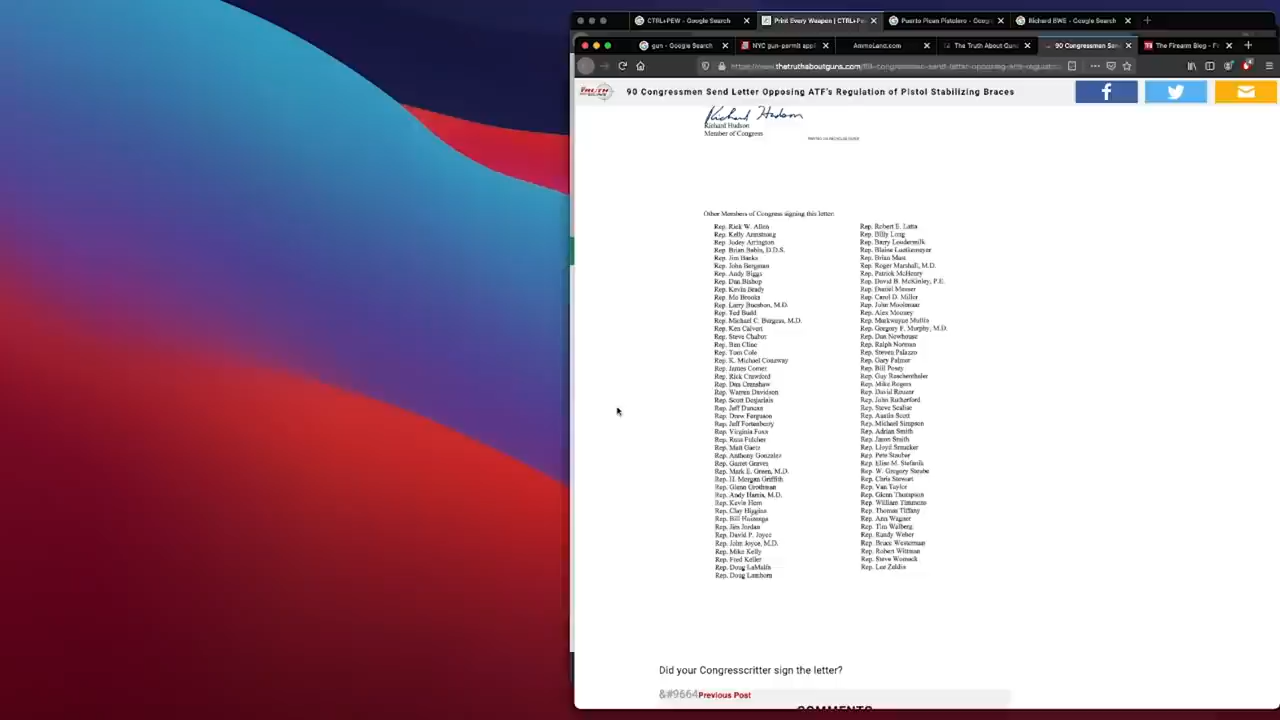 CTRL+PEW - Google Search
Print Every Weapon | CTRL+Pe
Puerto Rican Pistolero - Goog
Richard BWE - Google Search
gun - Google Search
NYC gun-permit appl
AmmoLand.com
The Truth About Guns
90 Congressmen Sen
The Firearm Blog - Fi
https://www.thetruthaboutguns.com/
90 Congressmen Send Letter Opposing ATF's Regulation of Pistol Stabilizing Braces
Richard Hudson
Richard Hudson
Member of Congress
PRINTED ON RECYCLED PAPER
Other Members of Congress signing this letter:
Rep. Rick W. Allen
Rep. Kelly Armstrong
Rep. Jodey Arrington
Rep. Brian Babin, D.D.S.
Rep. Jim Banks
Rep. John Bergman
Rep. Andy Biggs
Rep. Dan Bishop
Rep. Kevin Brady
Rep. Mo Brooks
Rep. Larry Bucshon, M.D.
Rep. Ted Budd
Rep. Michael C. Burgess, M.D.
Rep. Ken Calvert
Rep. Steve Chabot
Rep. Ben Cline
Rep. Tom Cole
Rep. K. Michael Conaway
Rep. James Comer
Rep. Rick Crawford
Rep. Dan Crenshaw
Rep. Warren Davidson
Rep. Scott DesJarlais
Rep. Jeff Duncan
Rep. Drew Ferguson
Rep. Jeff Fortenberry
Rep. Virginia Foxx
Rep. Russ Fulcher
Rep. Matt Gaetz
Rep. Anthony Gonzalez
Rep. Garret Graves
Rep. Mark E. Green, M.D.
Rep. H. Morgan Griffith
Rep. Glenn Grothman
Rep. Andy Harris, M.D.
Rep. Kevin Hern
Rep. Clay Higgins
Rep. Bill Huizenga
Rep. Jim Jordan
Rep. David P. Joyce
Rep. John Joyce, M.D.
Rep. Mike Kelly
Rep. Fred Keller
Rep. Doug LaMalfa
Rep. Doug Lamborn
Rep. Robert E. Latta
Rep. Billy Long
Rep. Barry Loudermilk
Rep. Blaine Luetkemeyer
Rep. Brian Mast
Rep. Roger Marshall, M.D.
Rep. Patrick McHenry
Rep. David B. McKinley, P.E.
Rep. Daniel Meuser
Rep. Carol D. Miller
Rep. John Moolenaar
Rep. Alex Mooney
Rep. Markwayne Mullin
Rep. Gregory F. Murphy, M.D.
Rep. Dan Newhouse
Rep. Ralph Norman
Rep. Steven Palazzo
Rep. Gary Palmer
Rep. Bill Posey
Rep. Guy Reschenthaler
Rep. Mike Rogers
Rep. David Rouzer
Rep. John Rutherford
Rep. Steve Scalise
Rep. Austin Scott
Rep. Michael Simpson
Rep. Adrian Smith
Rep. Jason Smith
Rep. Lloyd Smucker
Rep. Pete Stauber
Rep. Elise M. Stefanik
Rep. W. Gregory Steube
Rep. Chris Stewart
Rep. Van Taylor
Rep. Glenn Thompson
Rep. William Timmons
Rep. Thomas Tiffany
Rep. Ann Wagner
Rep. Tim Walberg
Rep. Randy Weber
Rep. Bruce Westerman
Rep. Robert Wittman
Rep. Steve Womack
Rep. Lee Zeldin
Did your Congresscritter sign the letter?
&#9664Previous Post
COMMENTS